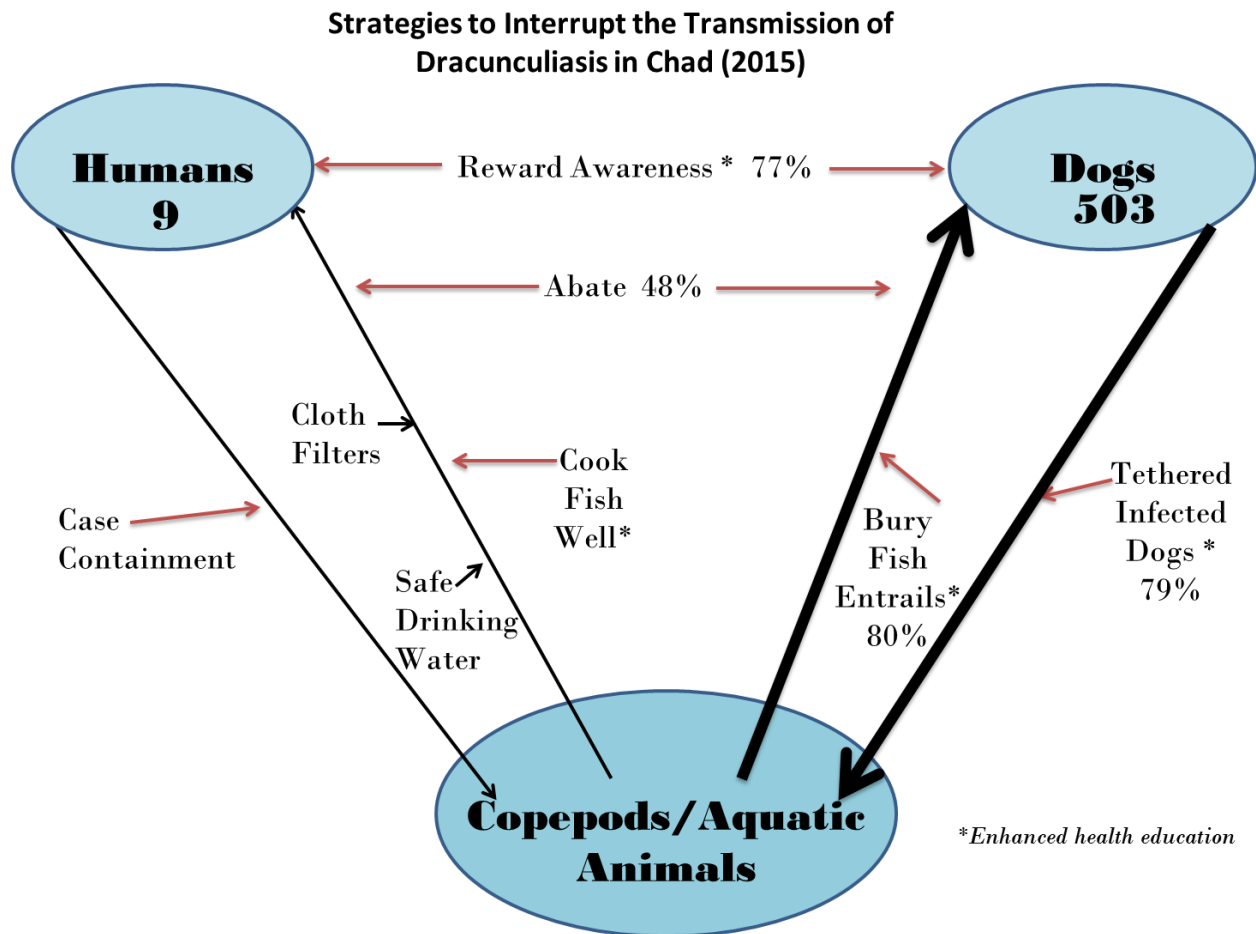 Strategies to Interrupt the Transmission of
Dracunculiasis in Chad (2015)
Humans
9
Reward Awareness * 77%
Dogs
503
Abate 48%
Cloth
Filters
Cook
Fish
Well*
Case
Containment
Safe
Drinking
Water
Bury
Fish
Entrails*
80%
Tethered
Infected
Dogs *
79%
Copepods/Aquatic
Animals
*Enhanced health education